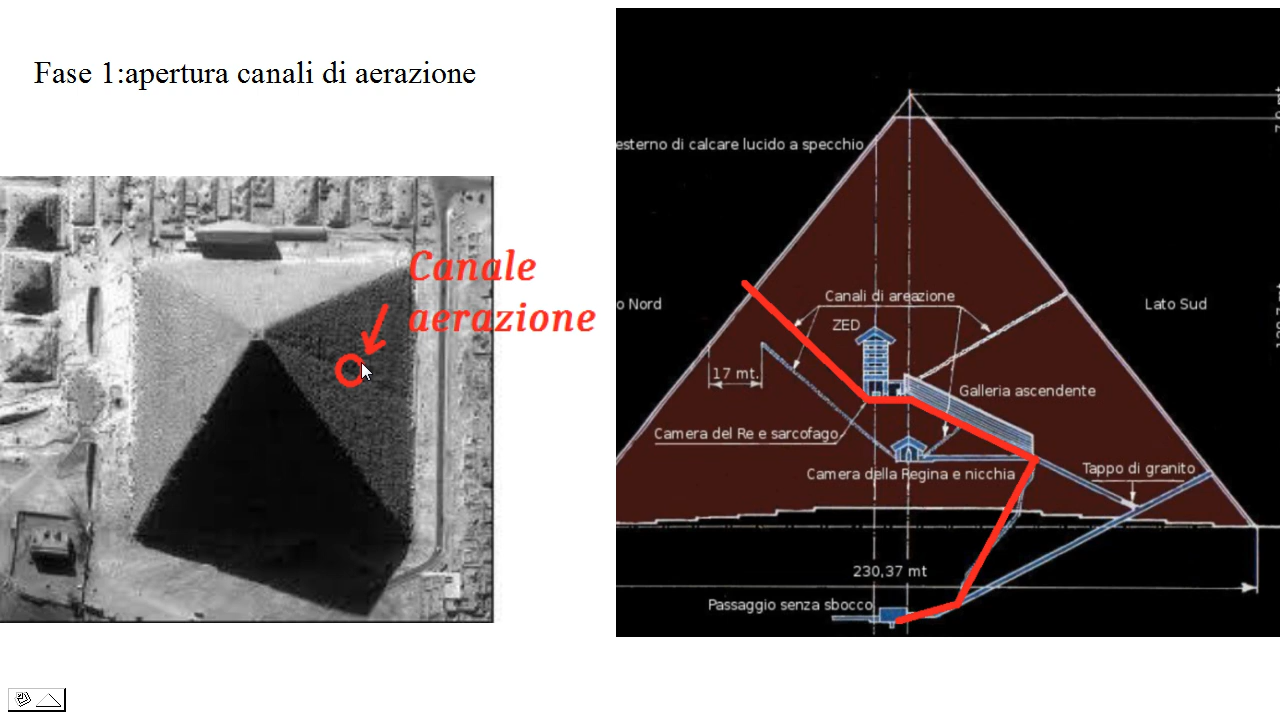 Fase 1:apertura canali di aerazione
Canale
aerazione
esterno di calcare lucido a specchio
o Nord
Canali di areazione
Lato Sud
ZED
17 mt.
Galleria ascendente
Camera del Re e sarcofago
Tappo di granito
Camera della Regina e nicchia
230,37 mt
Passaggio senza sbocco